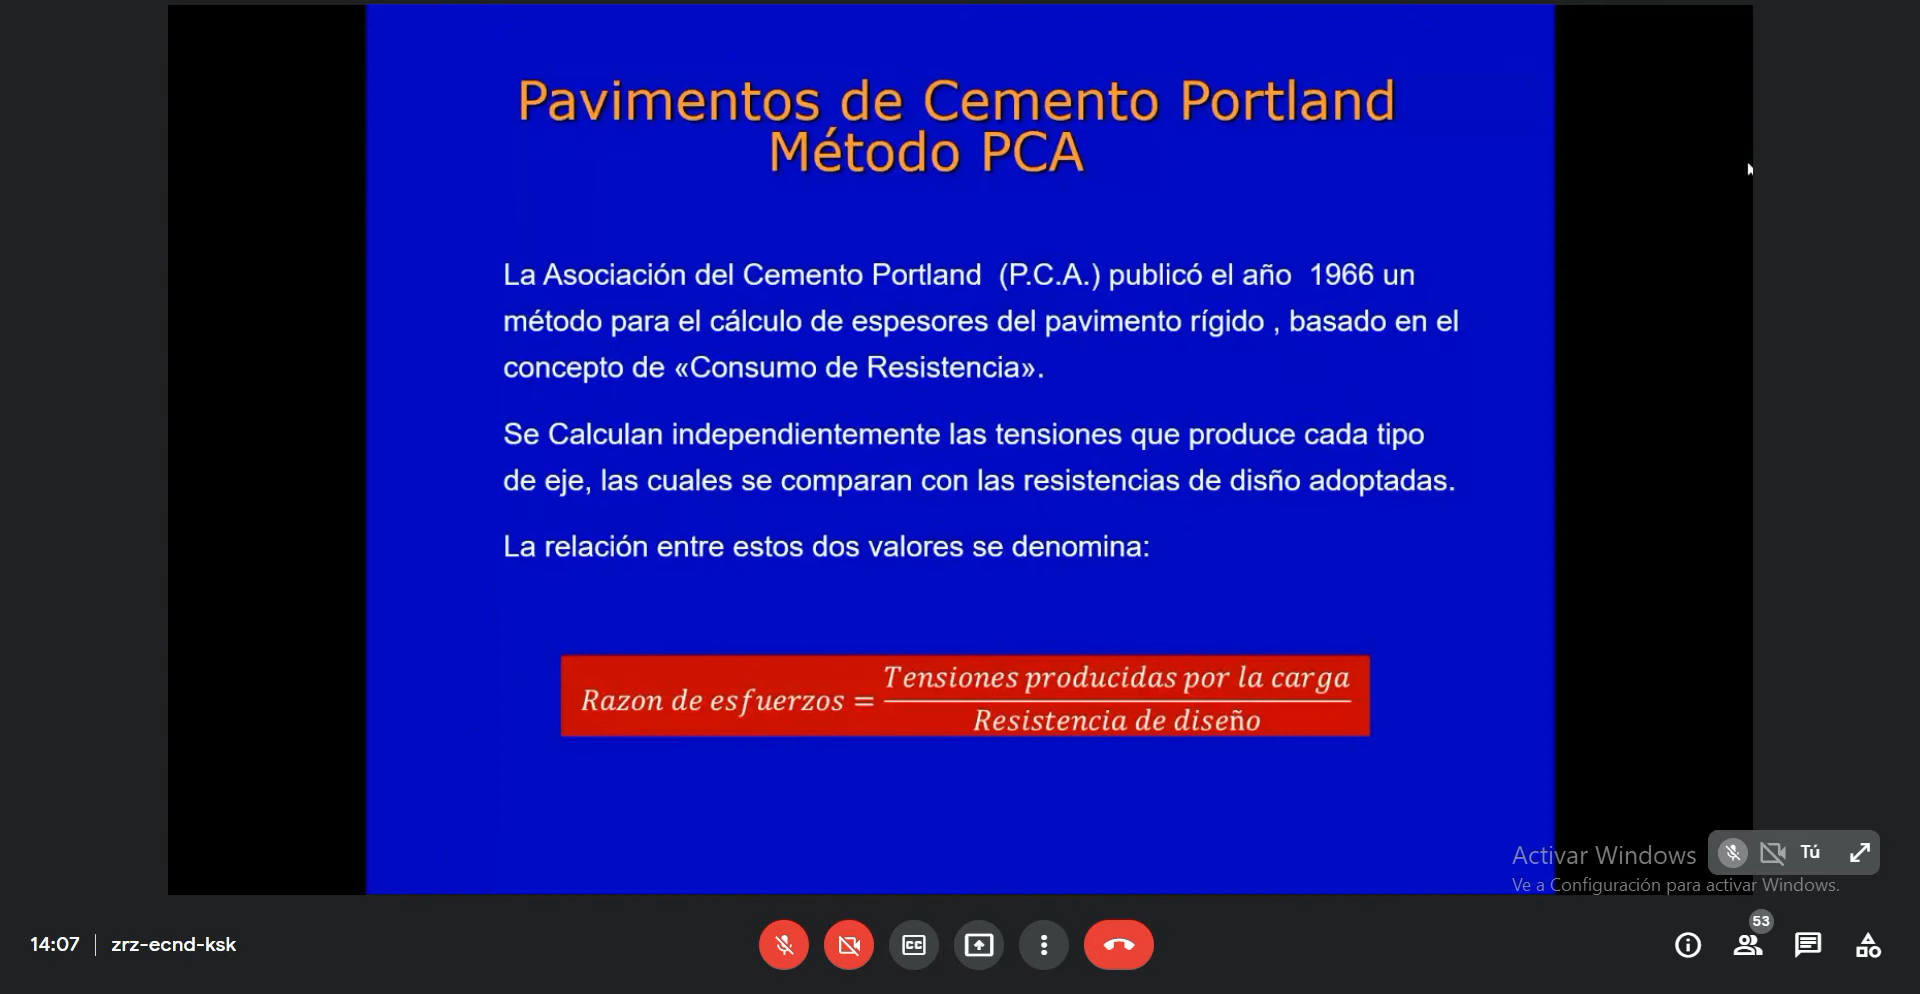 Pavimentos de Cemento Portland
Método PCA
La Asociación del Cemento Portland  (P.C.A.) publicó el año  1966 un
método para el cálculo de espesores del pavimento rígido , basado en el
concepto de «Consumo de Resistencia».
Se Calculan independientemente las tensiones que produce cada tipo
de eje, las cuales se comparan con las resistencias de disño adoptadas.
La relación entre estos dos valores se denomina:
Razon de esfuerzos = Tensiones producidas por la carga
Resistencia de diseño
Activar Windows
Ve a Configuración para activar Windows.
Tú
14:07 | zrz-ecnd-ksk
CC
53